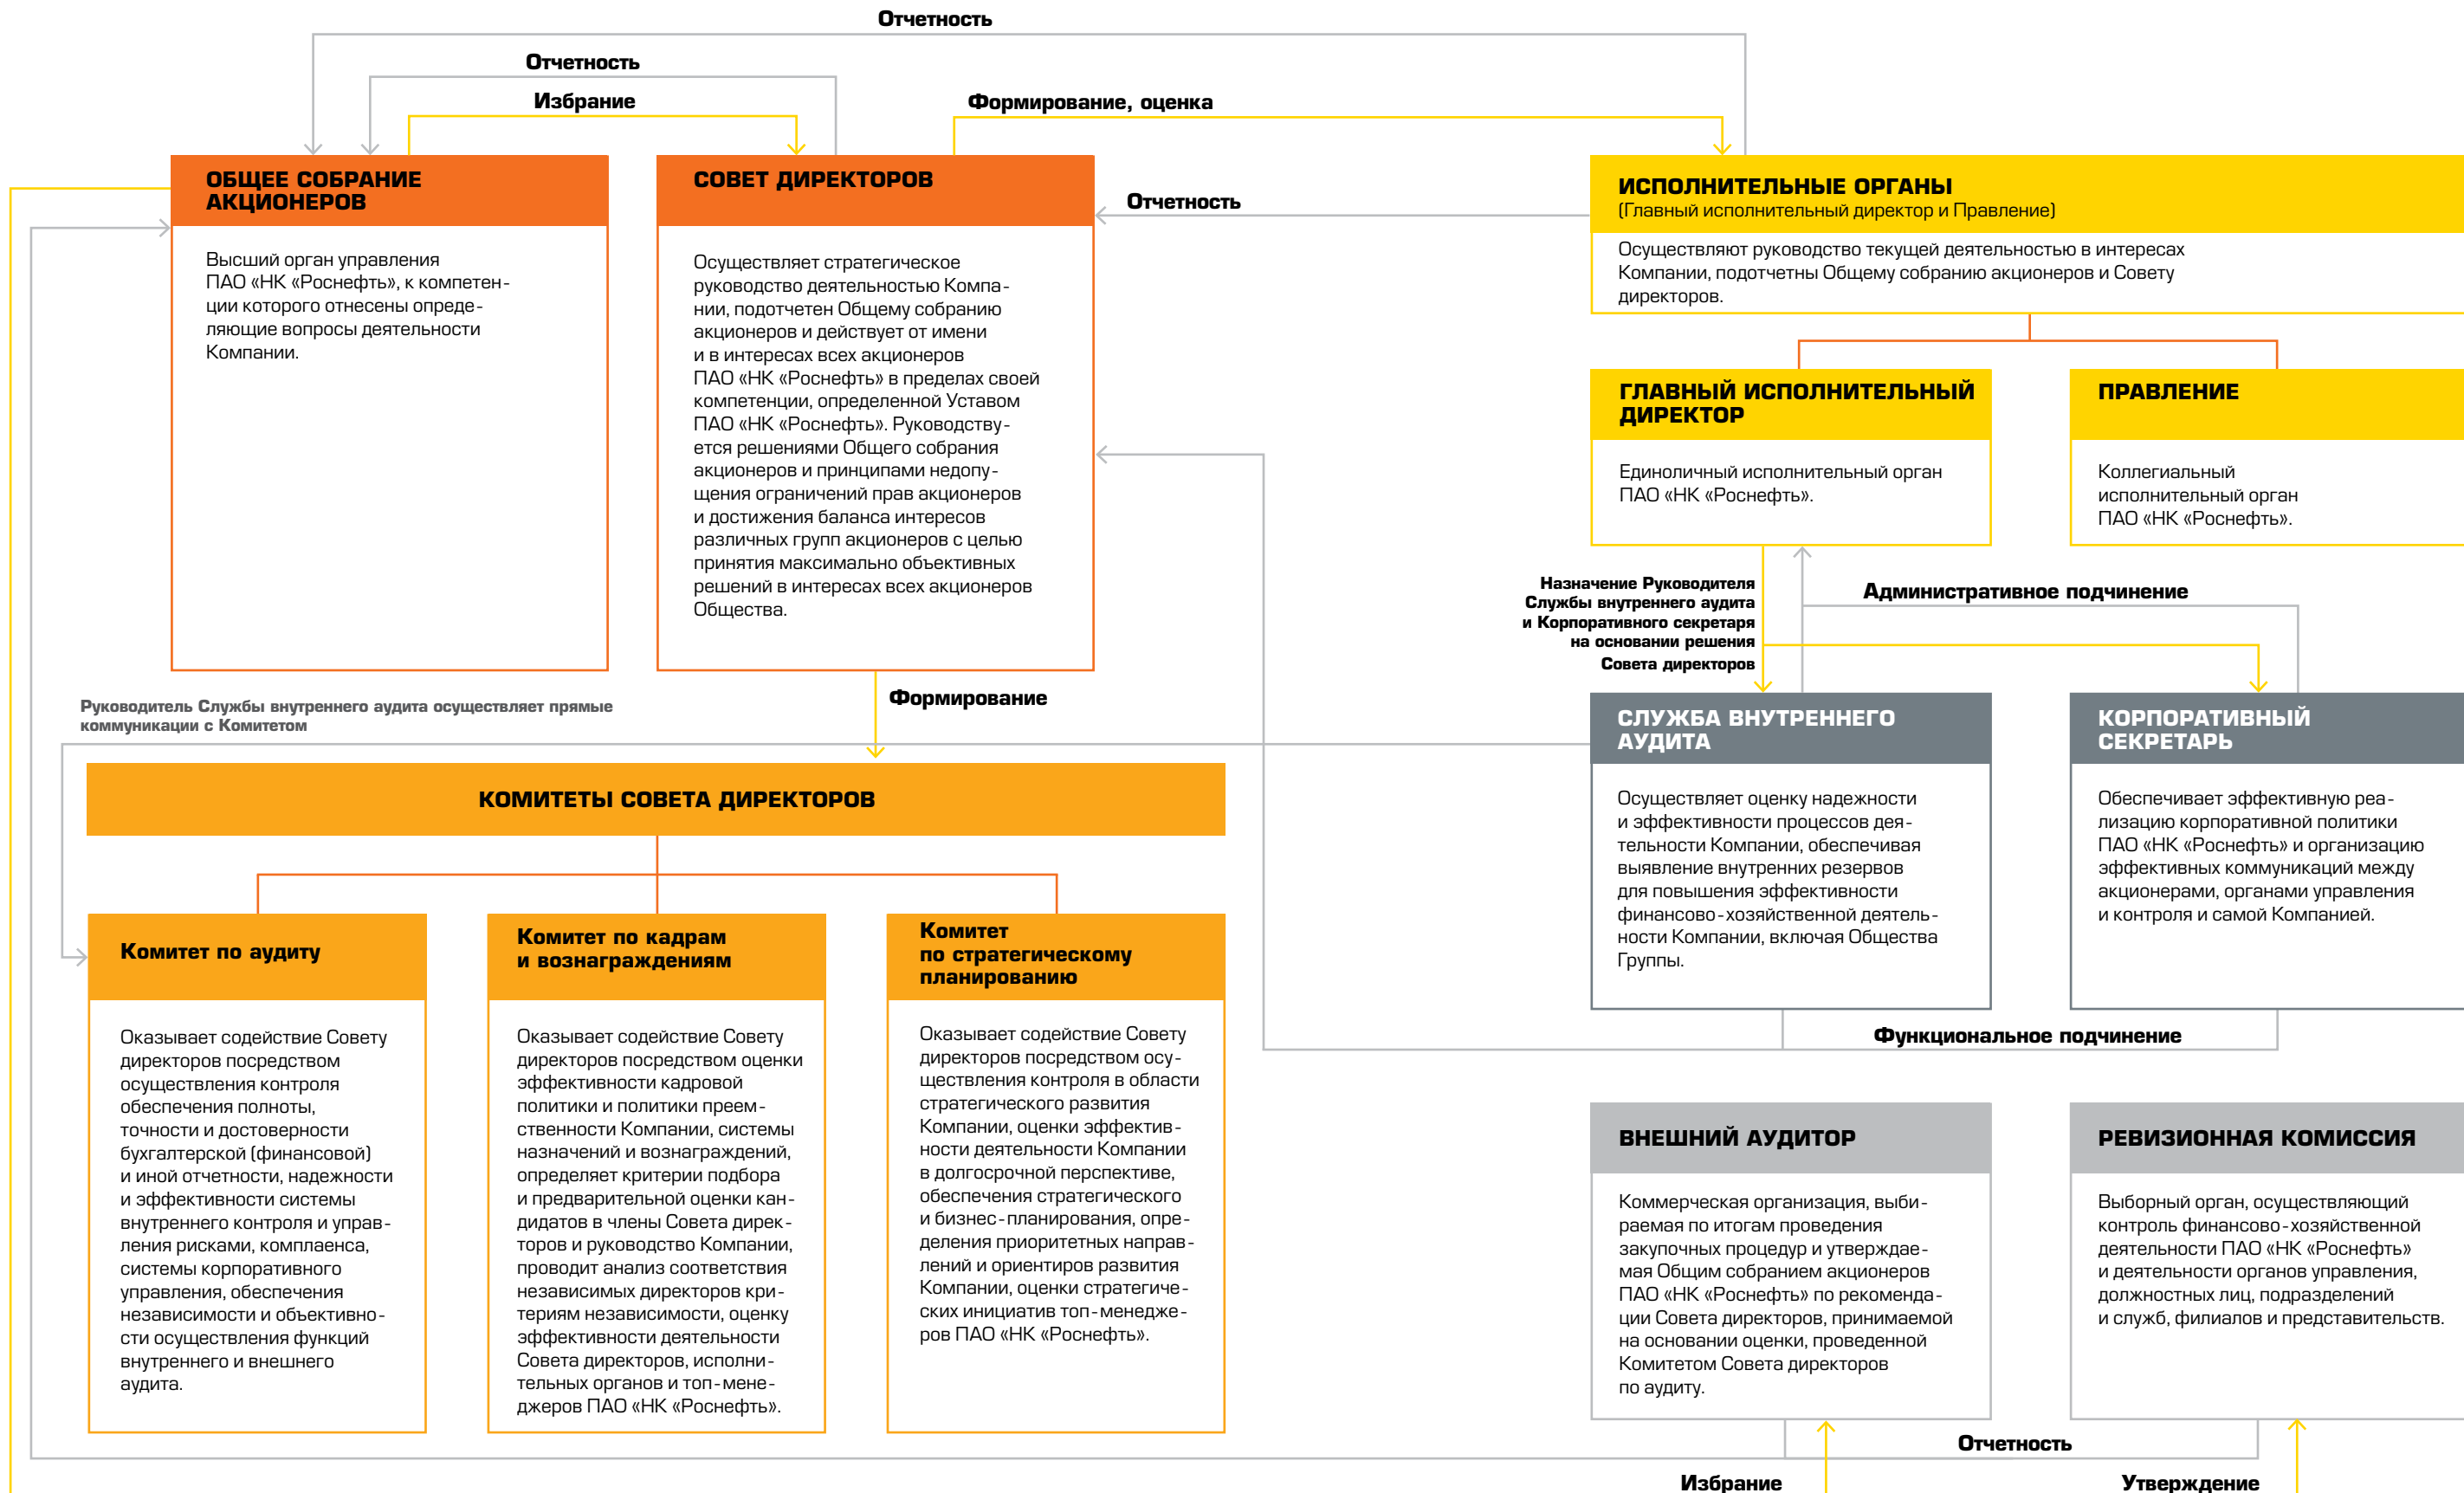 Отчетность
Отчетность
Избрание
Формирование, оценка
ОБЩЕЕ СОБРАНИЕ
АКЦИОНЕРОВ
Высший орган управления
ПАО «НК «Роснефть», к компетен-
ции которого отнесены опреде-
ляющие вопросы деятельности
Компании.
СОВЕТ ДИРЕКТОРОВ
Осуществляет стратегическое
руководство деятельностью Компа-
нии, подотчетен Общему собранию
акционеров и действует от имени
и в интересах всех акционеров
ПАО «НК «Роснефть» в пределах своей
компетенции, определенной Уставом
ПАО «НК «Роснефть». Руководству-
ется решениями Общего собрания
акционеров и принципами недопу-
щения ограничений прав акционеров
и достижения баланса интересов
различных групп акционеров с целью
принятия максимально объективных
решений в интересах всех акционеров
Общества.
Отчетность
ИСПОЛНИТЕЛЬНЫЕ ОРГАНЫ
(Главный исполнительный директор и Правление)
Осуществляют руководство текущей деятельностью в интересах
Компании, подотчетны Общему собранию акционеров и Совету
директоров.
ГЛАВНЫЙ ИСПОЛНИТЕЛЬНЫЙ
ДИРЕКТОР
Единоличный исполнительный орган
ПАО «НК «Роснефть».
ПРАВЛЕНИЕ
Коллегиальный
исполнительный орган
ПАО «НК «Роснефть».
Назначение Руководителя
Службы внутреннего аудита
и Корпоративного секретаря
на основании решения
Совета директоров
Административное подчинение
Руководитель Службы внутреннего аудита осуществляет прямые
коммуникации с Комитетом
Формирование
КОМИТЕТЫ СОВЕТА ДИРЕКТОРОВ
Комитет по аудиту
Оказывает содействие Совету
директоров посредством
осуществления контроля
обеспечения полноты,
точности и достоверности
бухгалтерской (финансовой)
и иной отчетности, надежности
и эффективности системы
внутреннего контроля и управ-
ления рисками, комплаенса,
системы корпоративного
управления, обеспечения
независимости и объективно-
сти осуществления функций
внутреннего и внешнего
аудита.
Комитет по кадрам
и вознаграждениям
Оказывает содействие Совету
директоров посредством оценки
эффективности кадровой
политики и политики преем-
ственности Компании, системы
назначений и вознаграждений,
определяет критерии подбора
и предварительной оценки кан-
дидатов в члены Совета дирек-
торов и руководство Компании,
проводит анализ соответствия
независимых директоров кри-
териям независимости, оценку
эффективности деятельности
Совета директоров, исполни-
тельных органов и топ-мене-
джеров ПАО «НК «Роснефть».
Комитет
по стратегическому
планированию
Оказывает содействие Совету
директоров посредством осу-
ществления контроля в области
стратегического развития
Компании, оценки эффектив-
ности деятельности Компании
в долгосрочной перспективе,
обеспечения стратегического
и бизнес-планирования, опре-
деления приоритетных направ-
лений и ориентиров развития
Компании, оценки стратегиче-
ских инициатив топ-менедже-
ров ПАО «НК «Роснефть».
СЛУЖБА ВНУТРЕННЕГО
АУДИТА
Осуществляет оценку надежности
и эффективности процессов дея-
тельности Компании, обеспечивая
выявление внутренних резервов
для повышения эффективности
финансово-хозяйственной деятель-
ности Компании, включая Общества
Группы.
КОРПОРАТИВНЫЙ
СЕКРЕТАРЬ
Обеспечивает эффективную реа-
лизацию корпоративной политики
ПАО «НК «Роснефть» и организацию
эффективных коммуникаций между
акционерами, органами управления
и контроля и самой Компанией.
Функциональное подчинение
ВНЕШНИЙ АУДИТОР
Коммерческая организация, выби-
раемая по итогам проведения
закупочных процедур и утверждае-
мая Общим собранием акционеров
ПАО «НК «Роснефть» по рекоменда-
ции Совета директоров, принимаемой
на основании оценки, проведенной
Комитетом Совета директоров
по аудиту.
РЕВИЗИОННАЯ КОМИССИЯ
Выборный орган, осуществляющий
контроль финансово-хозяйственной
деятельности ПАО «НК «Роснефть»
и деятельности органов управления,
должностных лиц, подразделений
и служб, филиалов и представительств.
Отчетность
Избрание
Утверждение